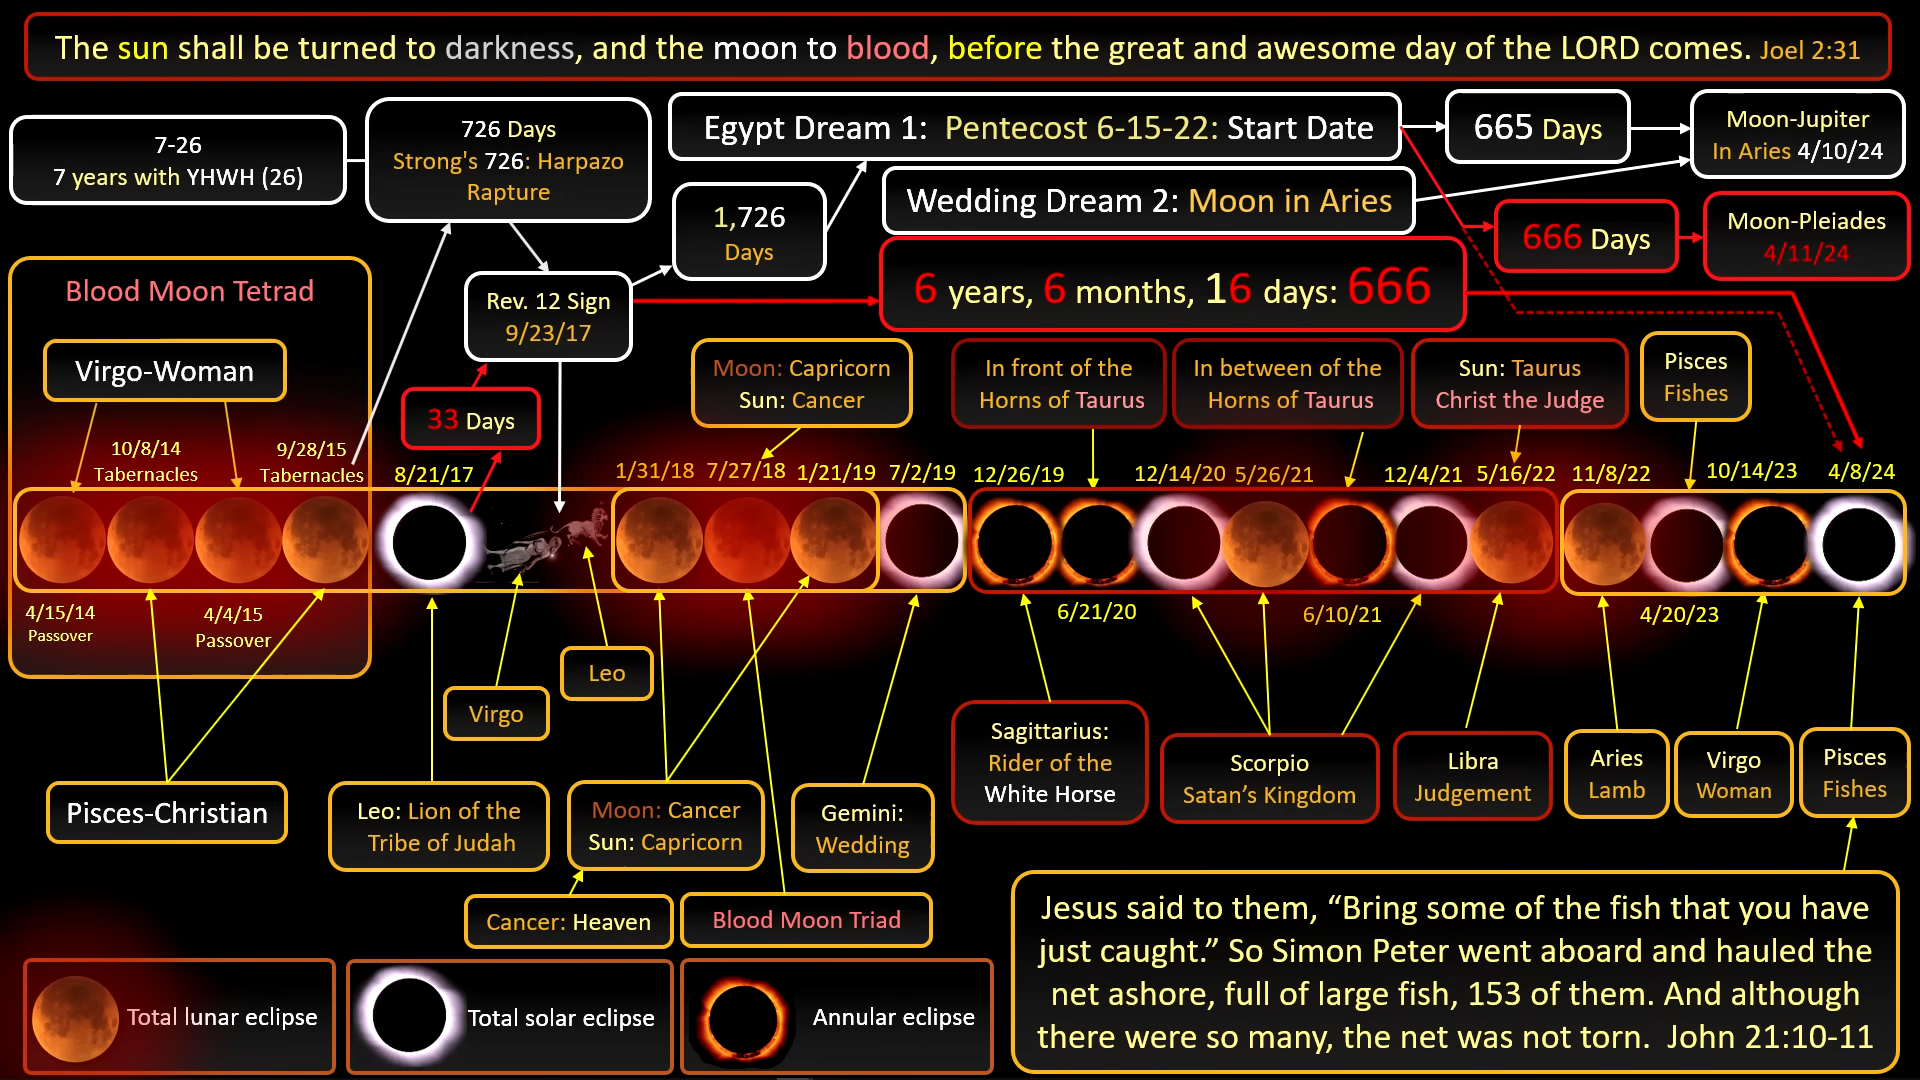 The sun shall be turned to darkness, and the moon to blood, before the great and awesome day of the LORD comes. Joel 2:31
7-26
7 years with YHWH (26)
726 Days
Strong's 726: Harpazo
Rapture
Egypt Dream 1: Pentecost 6-15-22: Start Date
665 Days
Moon-Jupiter
In Aries 4/10/24
1,726
Days
Wedding Dream 2: Moon in Aries
666 Days
Moon-Pleiades
4/11/24
Blood Moon Tetrad
Rev. 12 Sign
9/23/17
6 years, 6 months, 16 days: 666
Virgo-Woman
33 Days
Moon: Capricorn
Sun: Cancer
In front of the
Horns of Taurus
In between of the
Horns of Taurus
Sun: Taurus
Christ the Judge
Pisces
Fishes
10/8/14
Tabernacles
9/28/15
Tabernacles
8/21/17
1/31/18
7/27/18
1/21/19
7/2/19
12/26/19
12/14/20
5/26/21
12/4/21
5/16/22
11/8/22
10/14/23
4/8/24
4/15/14
Passover
4/4/15
Passover
6/21/20
6/10/21
4/20/23
Leo
Virgo
Pisces-Christian
Leo: Lion of the
Tribe of Judah
Moon: Cancer
Sun: Capricorn
Gemini:
Wedding
Sagittarius:
Rider of the
White Horse
Scorpio
Satan’s Kingdom
Libra
Judgement
Aries
Lamb
Virgo
Woman
Pisces
Fishes
Cancer: Heaven
Blood Moon Triad
Jesus said to them, “Bring some of the fish that you have
just caught.” So Simon Peter went aboard and hauled the
net ashore, full of large fish, 153 of them. And although
there were so many, the net was not torn. John 21:10-11
Total lunar eclipse
Total solar eclipse
Annular eclipse